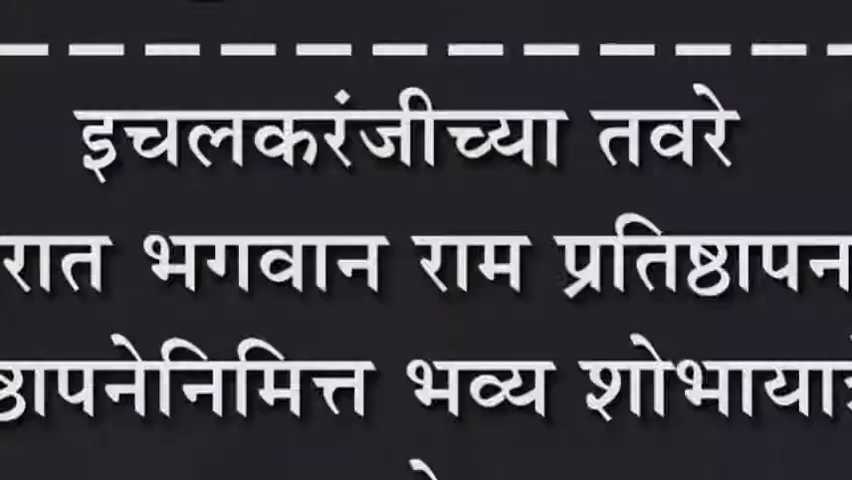 इचलकरंजीच्या तवरे
रात भगवान राम प्रतिष्ठापन
ष्ठापनेनिमित्त भव्य शोभायात्रे